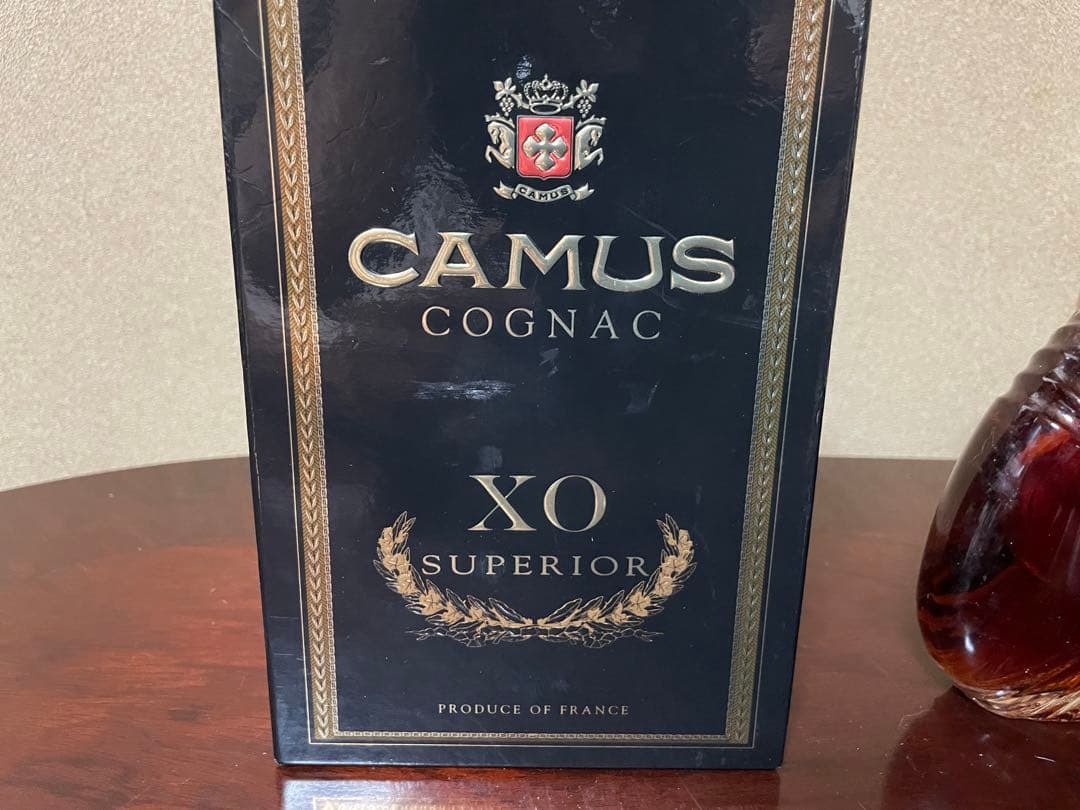 CAMUS
CAMUS
COGNAC
XO
SUPERIOR
PRODUCE OF FRANCE